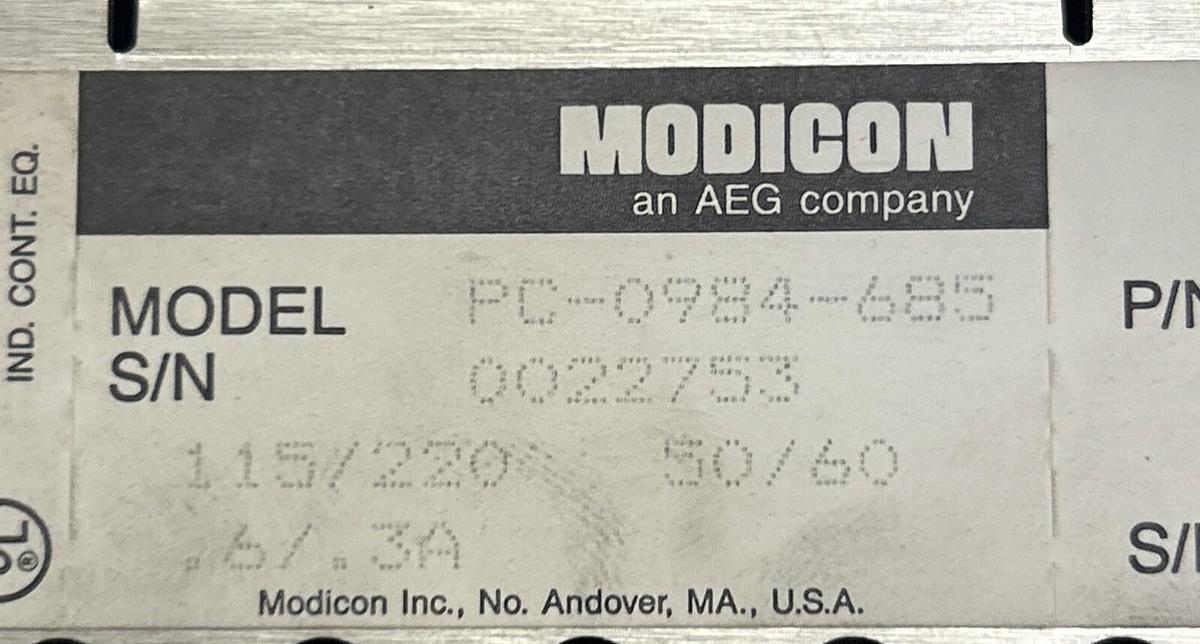 IND. CONT. EQ.
UL®
MODICON
an AEG company
MODEL PC-0984-685
S/N 0022753
115/220 50/60
.6/.3A
Modicon Inc., No. Andover, MA., U.S.A.
P/N
S/